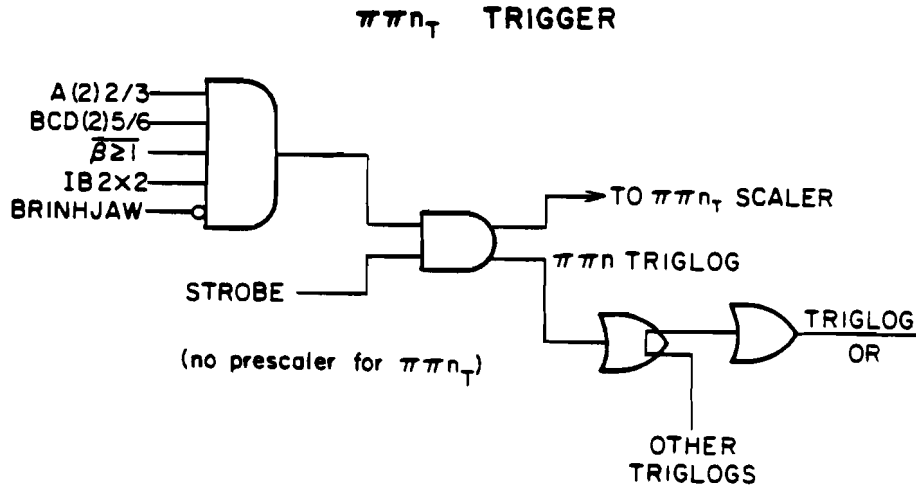 ππn_T TRIGGER
A(2)2/3
BCD(2)5/6
β≥1̅
IB2×2
BRINHJAW
TO ππn_T SCALER
ππn TRIGLOG
STROBE
(no prescaler for ππn_T)
TRIGLOG
OR
OTHER
TRIGLOGS